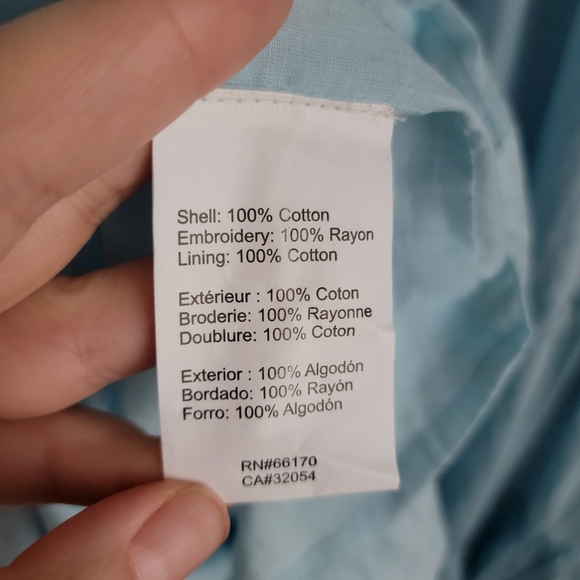 Shell: 100% Cotton
Embroidery: 100% Rayon
Lining: 100% Cotton
Extérieur : 100% Coton
Broderie: 100% Rayonne
Doublure: 100% Coton
Exterior : 100% Algodón
Bordado: 100% Rayón
Forro: 100% Algodón
RN#66170
CA#32054